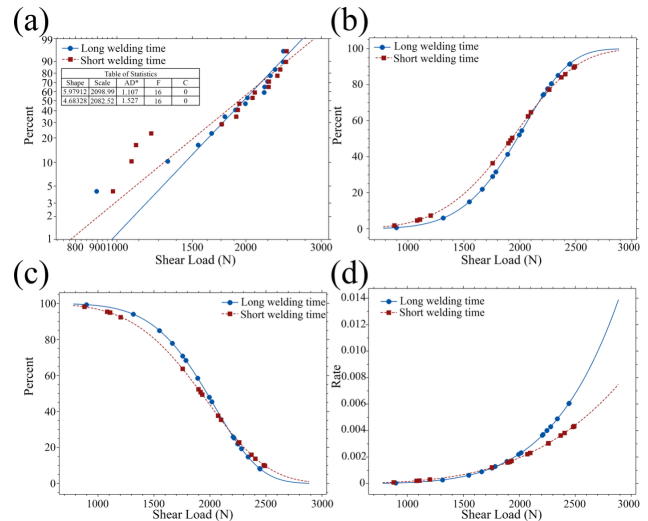 (a)
99
99
90
80
70
60
50
40
30
20
10
5
3
2
1
Percent
Long welding time
Short welding time
Table of Statistics
Shape Scale AD* F C
5.97912 2098.99 1.107 16 0
4.68328 2082.52 1.527 16 0
800 900 1000 2000 3000
Shear Load (N)
(b)
100
80
60
40
20
0
Percent
Long welding time
Short welding time
1000 1500 2000 2500 3000
Shear Load (N)
(c)
100
80
60
40
20
0
Percent
Long welding time
Short welding time
1000 1500 2000 2500 3000
Shear Load (N)
(d)
0.014
0.012
0.010
0.008
0.006
0.004
0.002
0.000
Rate
Long welding time
Short welding time
1000 1500 2000 2500 3000
Shear Load (N)